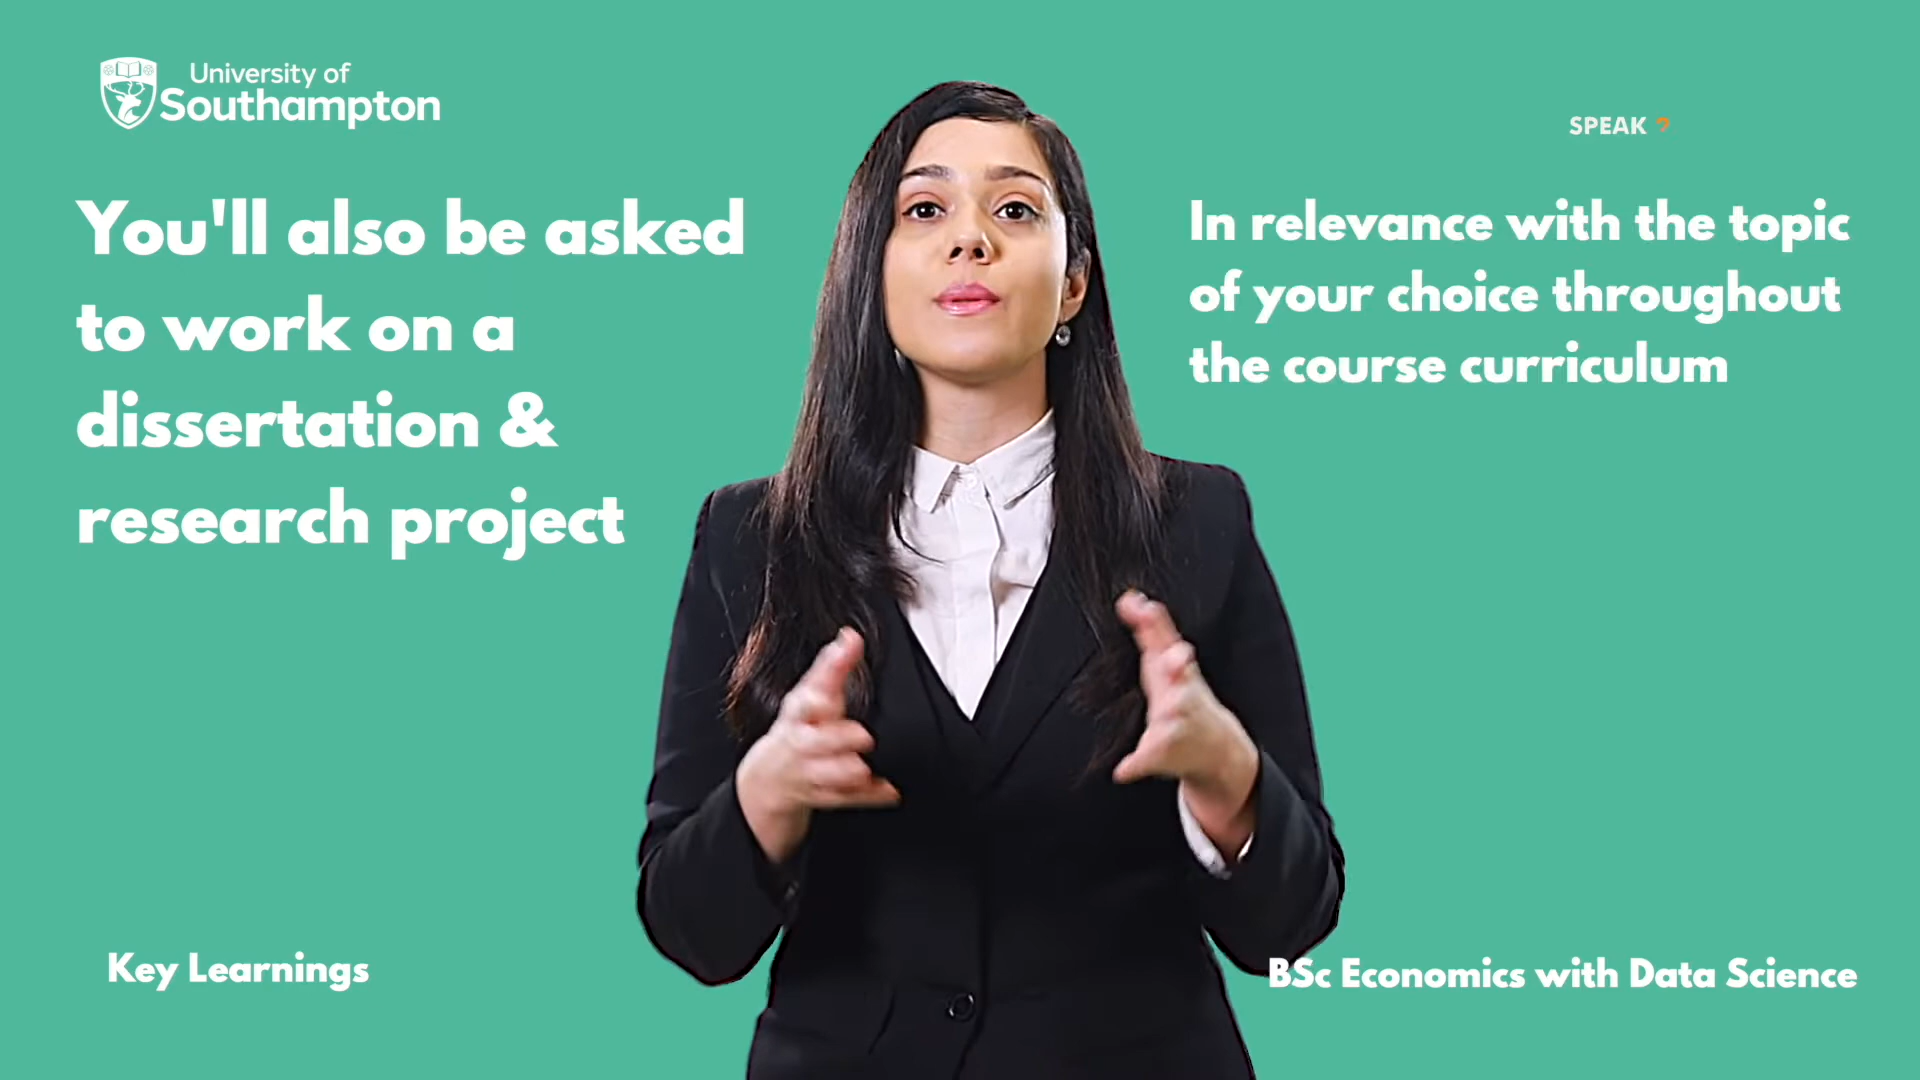 University of
Southampton
SPEAK
You'll also be asked
to work on a
dissertation &
research project
In relevance with the topic
of your choice throughout
the course curriculum
Key Learnings
BSc Economics with Data Science